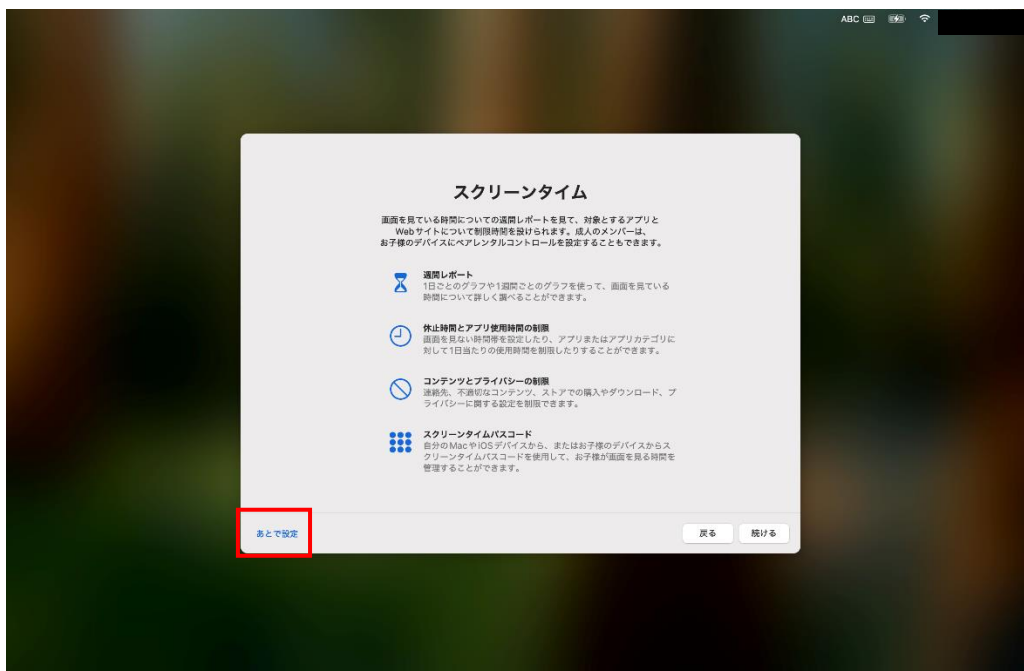 ABC
スクリーンタイム
画面を見ている時間についての週間レポートを見て、対象とするアプリと
Webサイトについて制限時間を設けられます。成人のメンバーは、
お子様のデバイスにペアレンタルコントロールを設定することもできます。
週間レポート
1日ごとのグラフや1週間ごとのグラフを使って、画面を見ている
時間について詳しく調べることができます。
休止時間とアプリ使用時間の制限
画面を見ない時間帯を設定したり、アプリまたはアプリカテゴリに
対して1日当たりの使用時間を制限したりすることができます。
コンテンツとプライバシーの制限
連絡先、不適切なコンテンツ、ストアでの購入やダウンロード、プ
ライバシーに関する設定を制限できます。
スクリーンタイムパスコード
自分のMacやiOSデバイスから、またはお子様のデバイスからス
クリーンタイムパスコードを使用して、お子様が画面を見る時間を
管理することができます。
あとで設定
戻る
続ける